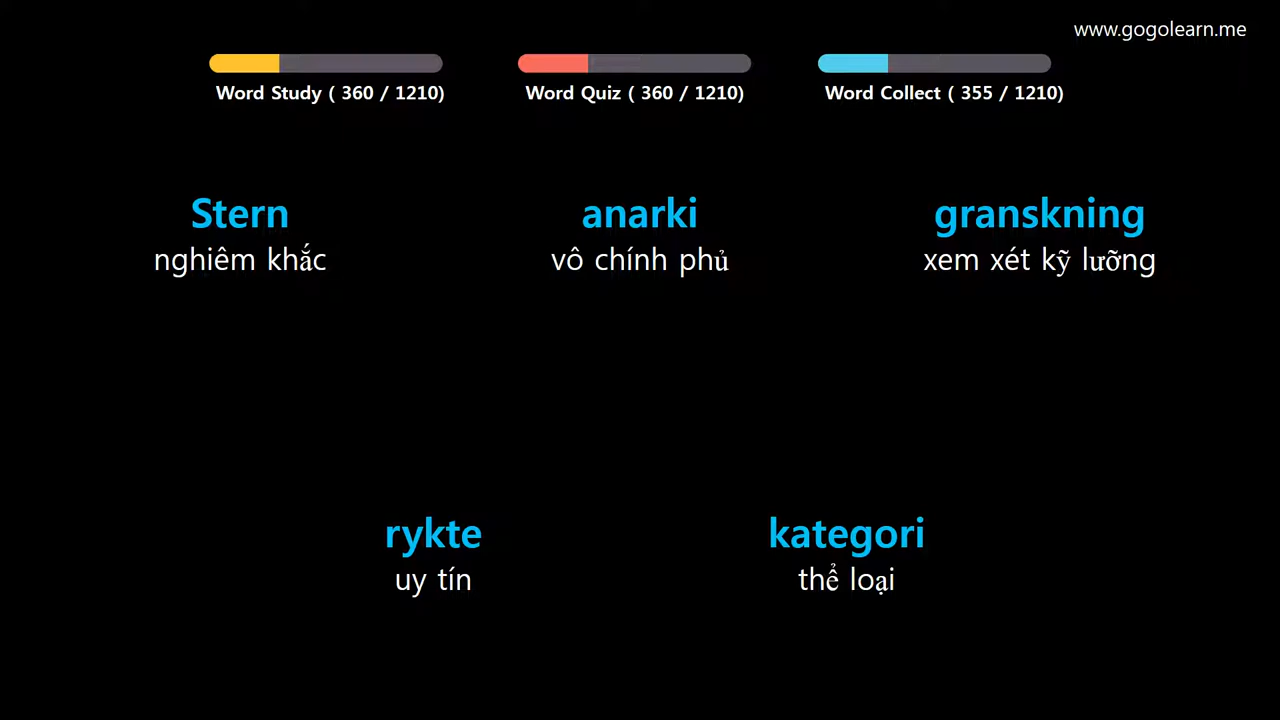 www.gogolearn.me
Word Study ( 360 / 1210)
Word Quiz ( 360 / 1210)
Word Collect ( 355 / 1210)
Stern
nghiêm khắc
anarki
vô chính phủ
granskning
xem xét kỹ lưỡng
rykte
uy tín
kategori
thể loại